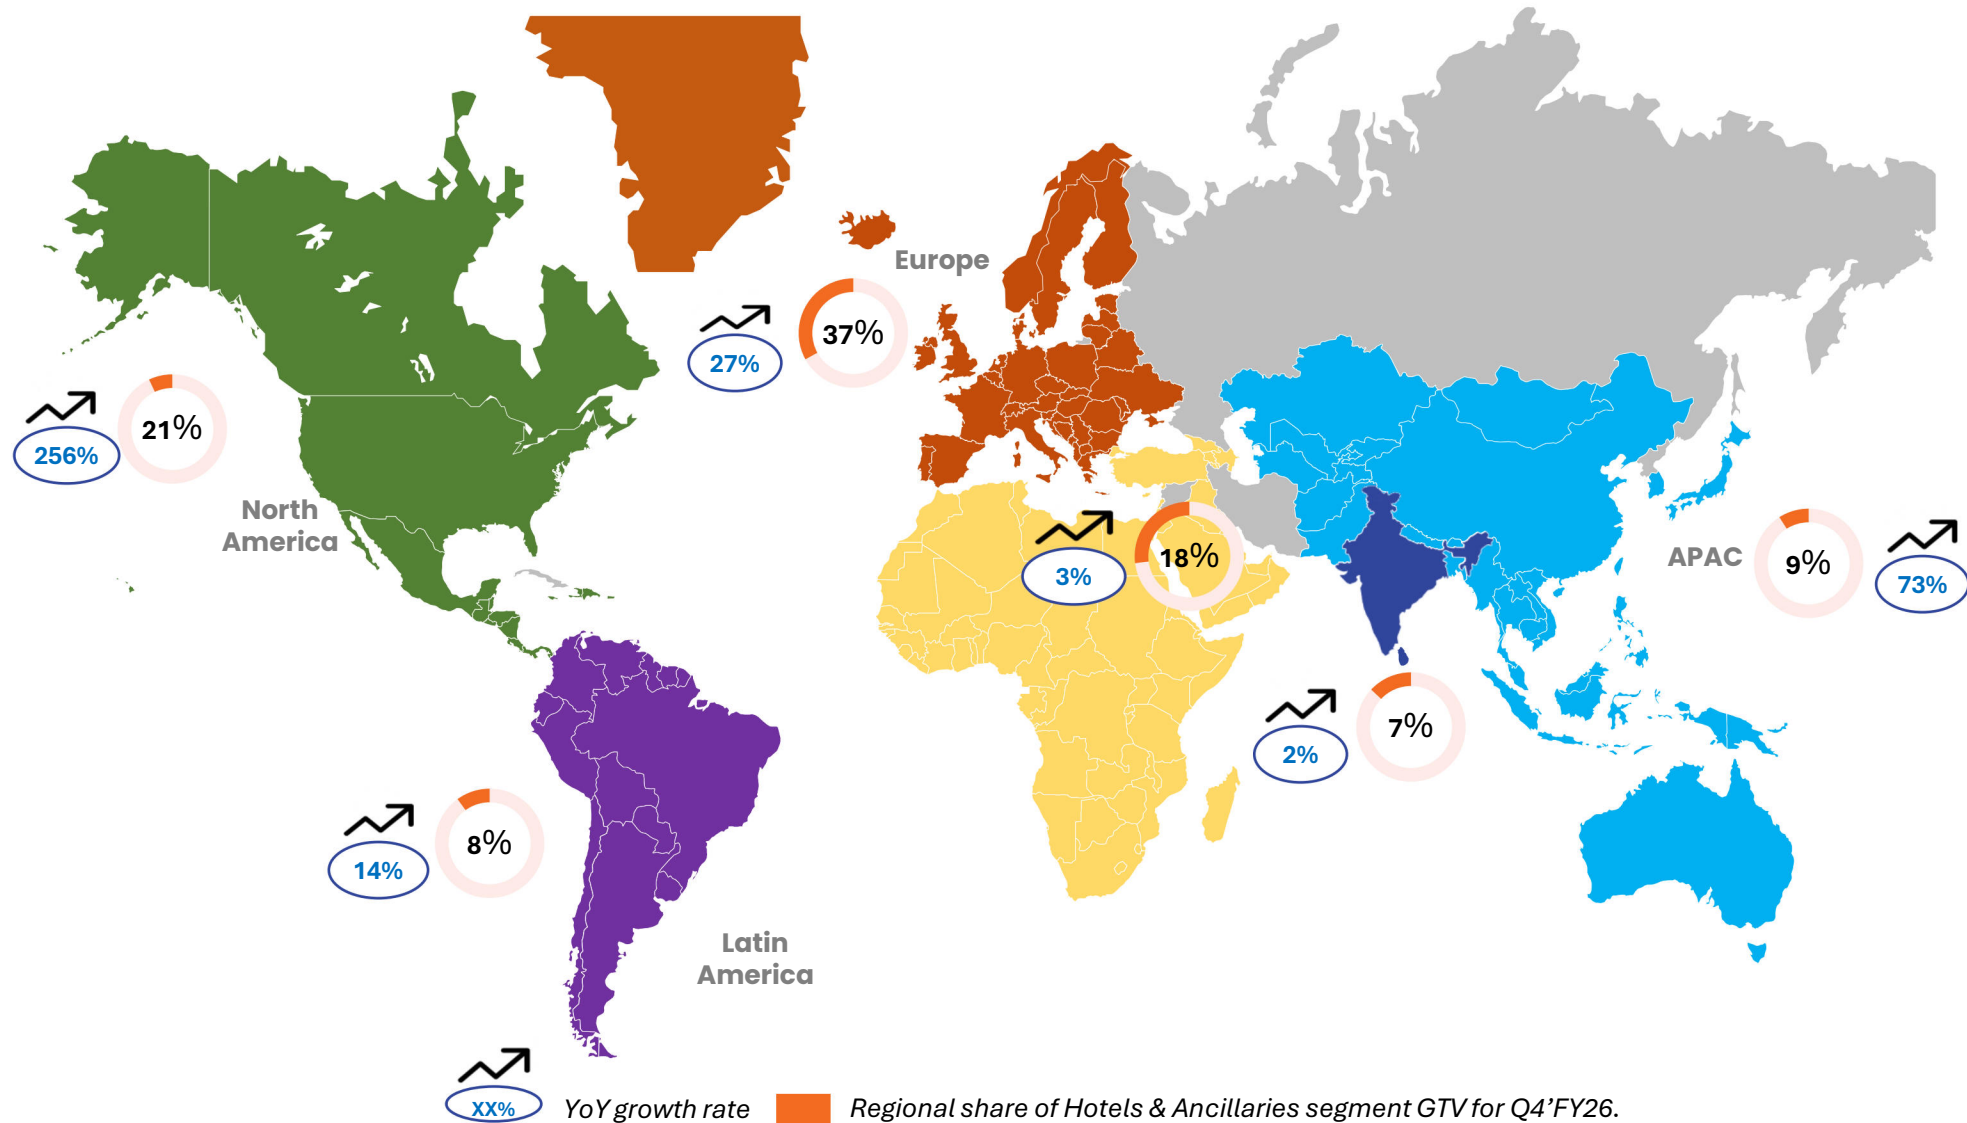 Europe
37%
27%
21%
256%
North
America
18%
3%
APAC
9%
73%
7%
2%
8%
14%
Latin
America
XX%
YoY growth rate
Regional share of Hotels & Ancillaries segment GTV for Q4’FY26.